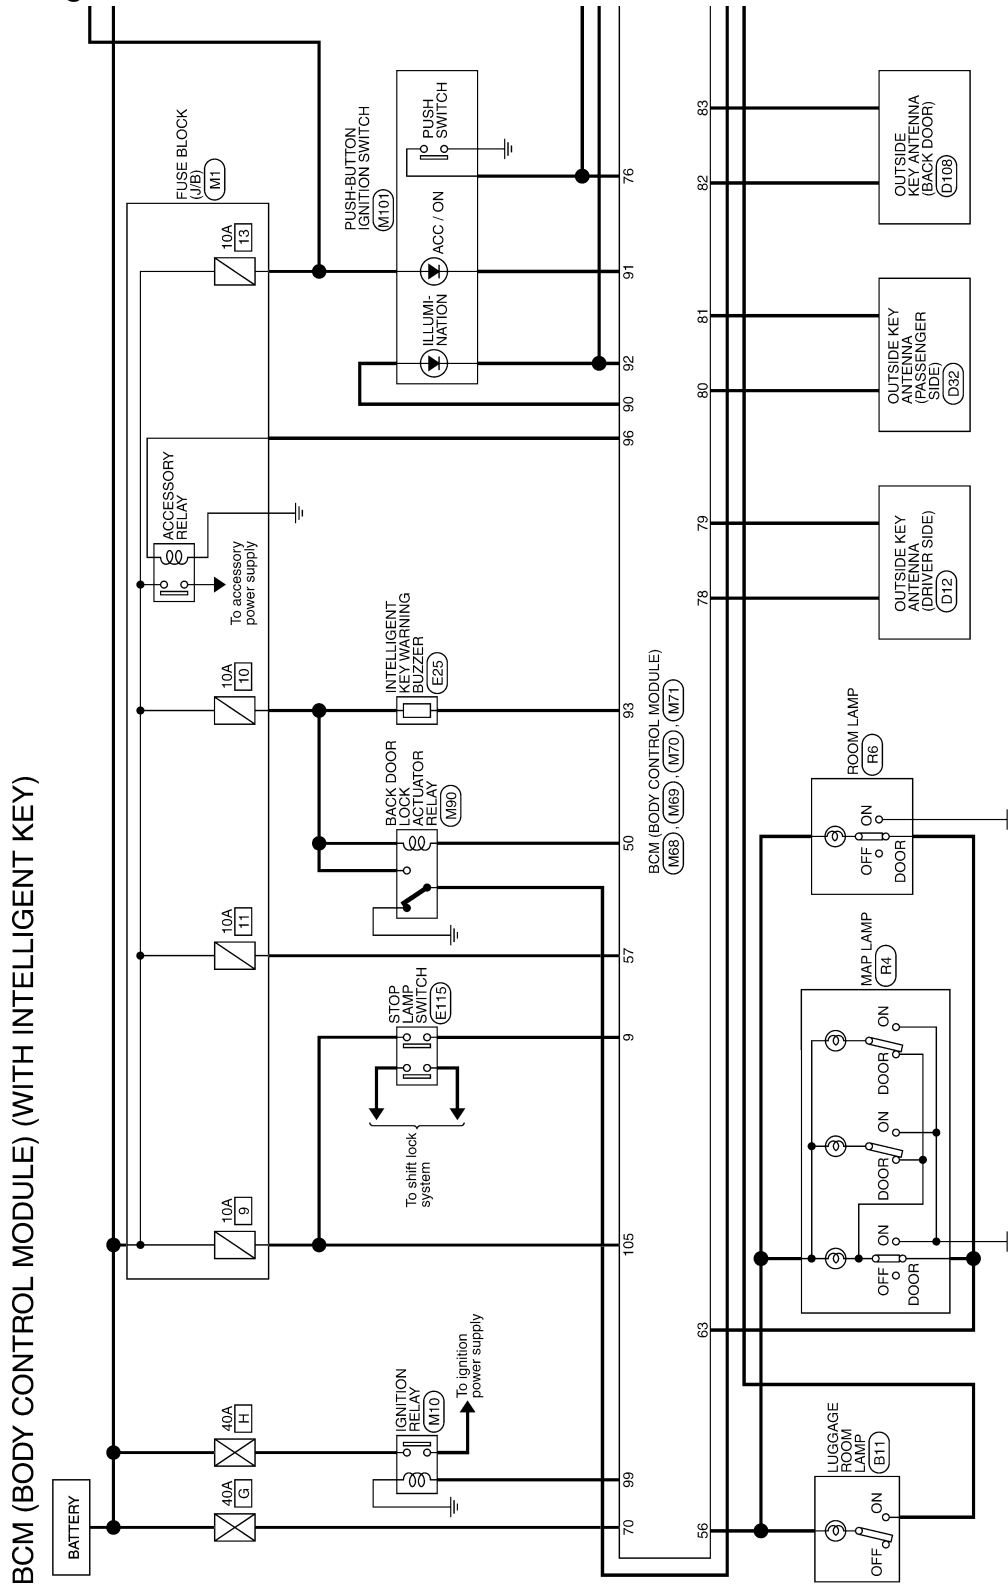 BCM (BODY CONTROL MODULE) (WITH INTELLIGENT KEY)
BATTERY
40A
G
40A
H
FUSE BLOCK
(J/B)
M1
10A
9
10A
11
10A
10
10A
13
ACCESSORY
RELAY
To accessory
power supply
IGNITION
RELAY
M10
To ignition
power supply
STOP
LAMP
SWITCH
E115
To shift lock
system
BACK DOOR
LOCK
ACTUATOR
RELAY
M90
INTELLIGENT
KEY WARNING
BUZZER
E25
PUSH-BUTTON
IGNITION SWITCH
M101
ILLUMI-
NATION
ACC / ON
PUSH
SWITCH
70
99
105
9
57
50
93
96
90
92
91
76
BCM (BODY CONTROL MODULE)
M68 , M69 , M70 , M71
56
63
78
79
80
81
82
83
LUGGAGE
ROOM
LAMP
B11
OFF
ON
MAP LAMP
R4
OFF
ON
DOOR
DOOR
ON
DOOR
ON
ROOM LAMP
R6
OFF
ON
DOOR
OUTSIDE KEY
ANTENNA
(DRIVER SIDE)
D12
OUTSIDE KEY
ANTENNA
(PASSENGER
SIDE)
D32
OUTSIDE
KEY ANTENNA
(BACK DOOR)
D108